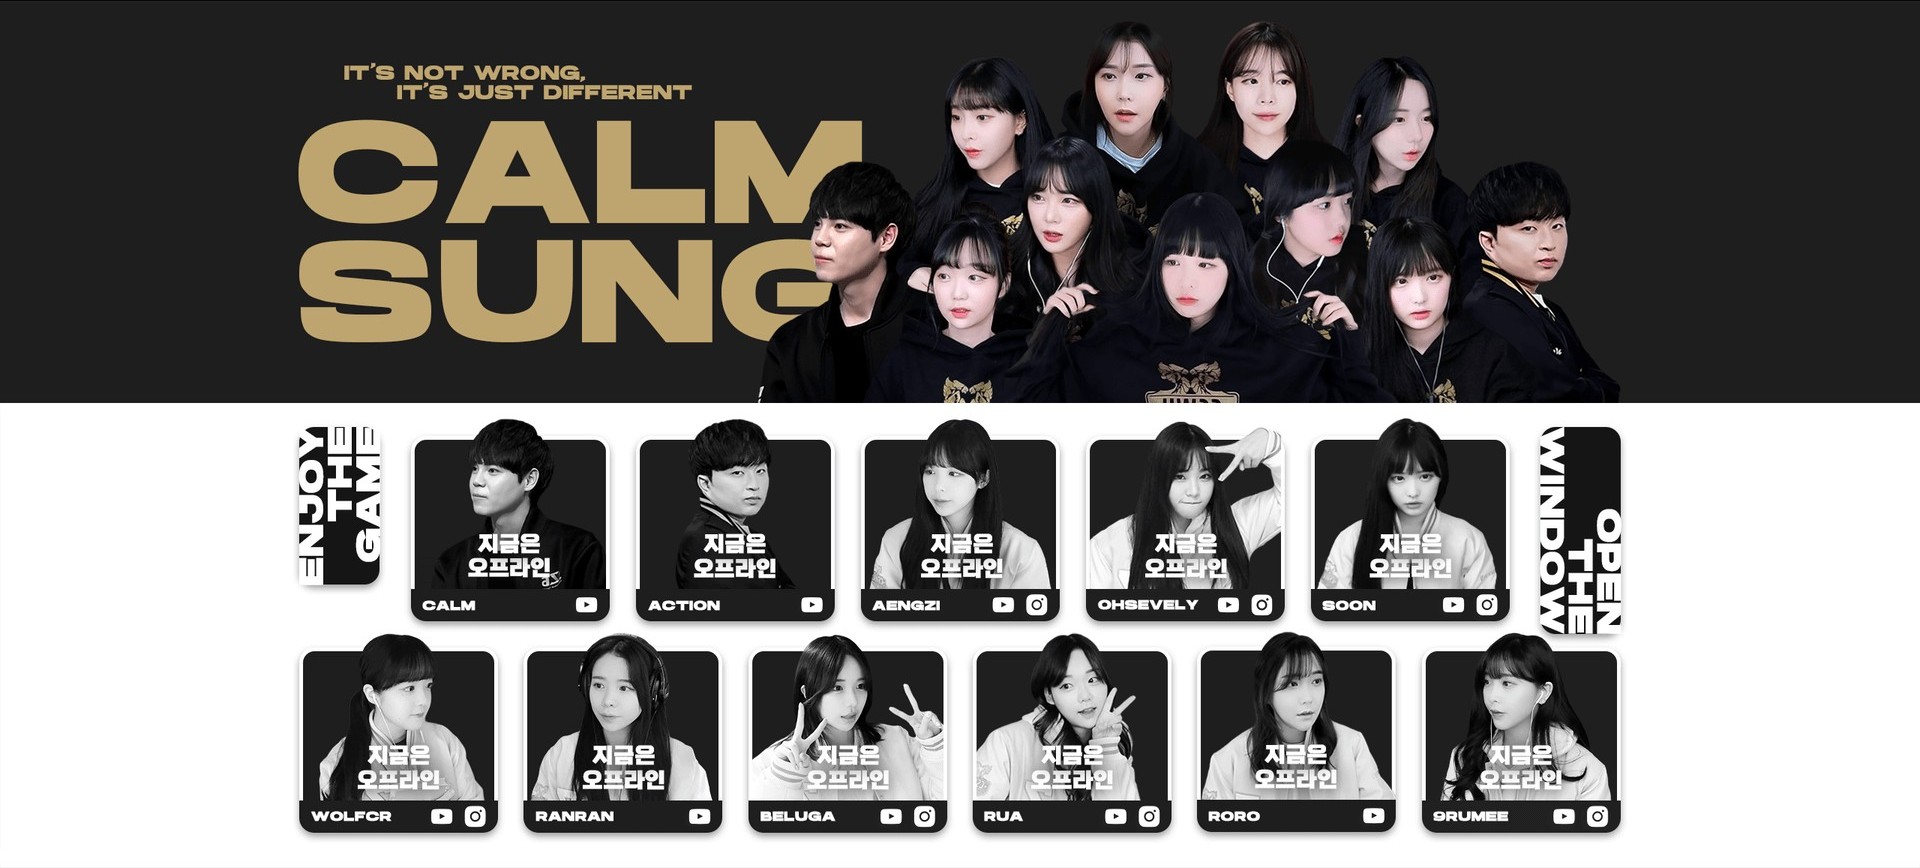 IT'S NOT WRONG,
IT'S JUST DIFFERENT
CALM
SUNG
ENJOY
THE
GAME
지금은
오프라인
CALM
지금은
오프라인
ACTION
지금은
오프라인
AENGZI
지금은
오프라인
OHSEVELY
지금은
오프라인
SOON
OPEN
THE
WINDOW
지금은
오프라인
WOLFCR
지금은
오프라인
RANRAN
지금은
오프라인
BELUGA
지금은
오프라인
RUA
지금은
오프라인
RORO
지금은
오프라인
9RUMEE